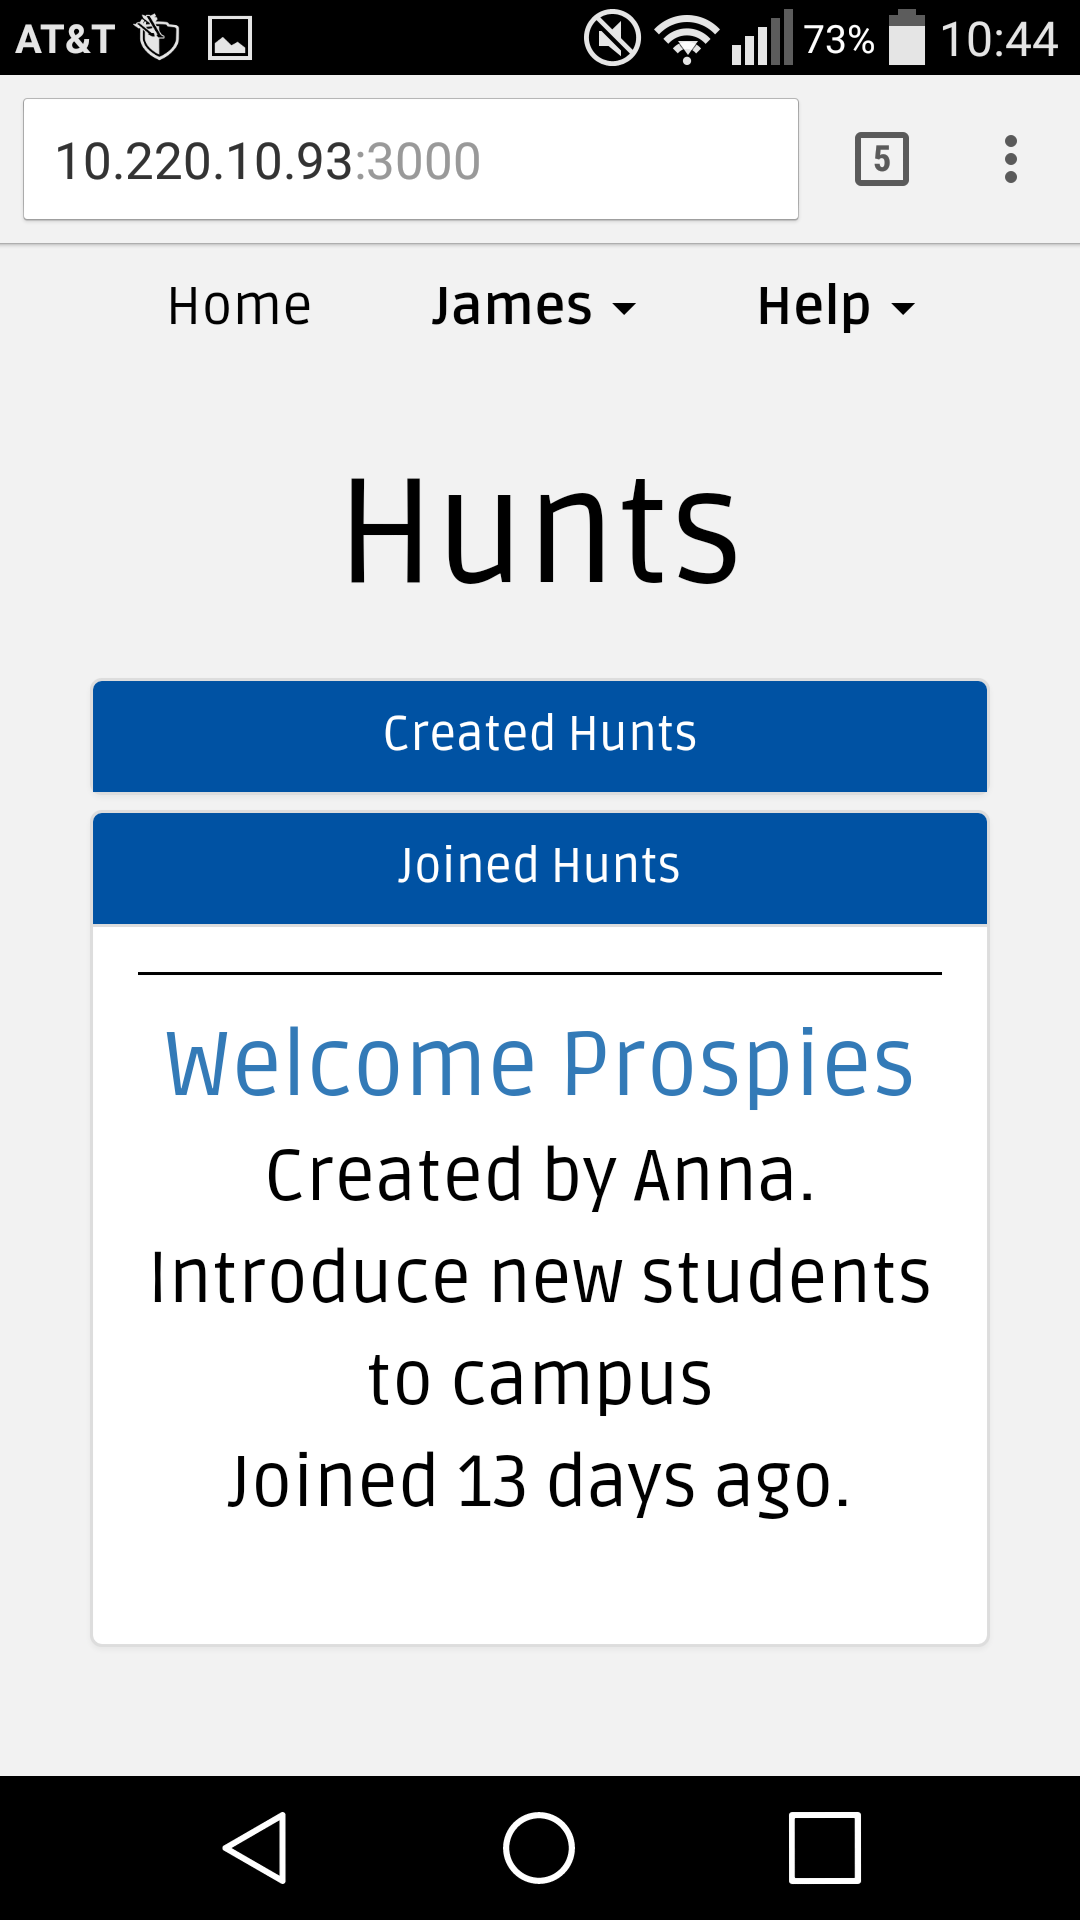 AT&T 73% 10:44
10.220.10.93:3000 5
Home James Help
Hunts
Created Hunts
Joined Hunts
Welcome Prospies
Created by Anna.
Introduce new students
to campus
Joined 13 days ago.